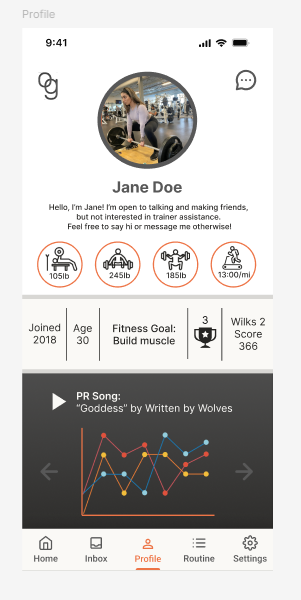 Profile
9:41
Jane Doe
Hello, I'm Jane! I'm open to talking and making friends,
but not interested in trainer assistance.
Feel free to say hi or message me otherwise!
105lb
245lb
185lb
13:00/mi
Joined
2018
Age
30
Fitness Goal:
Build muscle
3
Wilks 2
Score
366
PR Song:
"Goddess" by Written by Wolves
Home
Inbox
Profile
Routine
Settings